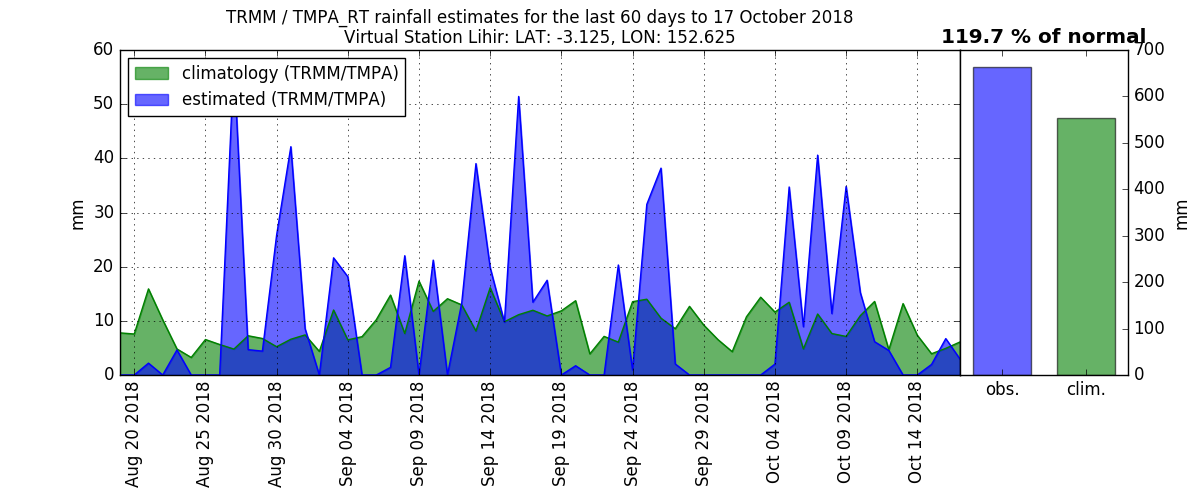 TRMM / TMPA_RT rainfall estimates for the last 60 days to 17 October 2018
Virtual Station Lihir: LAT: -3.125, LON: 152.625
119.7 % of normal
climatology (TRMM/TMPA)
estimated (TRMM/TMPA)
60
50
40
30
20
10
0
mm
Aug 20 2018
Aug 25 2018
Aug 30 2018
Sep 04 2018
Sep 09 2018
Sep 14 2018
Sep 19 2018
Sep 24 2018
Sep 29 2018
Oct 04 2018
Oct 09 2018
Oct 14 2018
700
600
500
400
300
200
100
0
mm
obs.
clim.